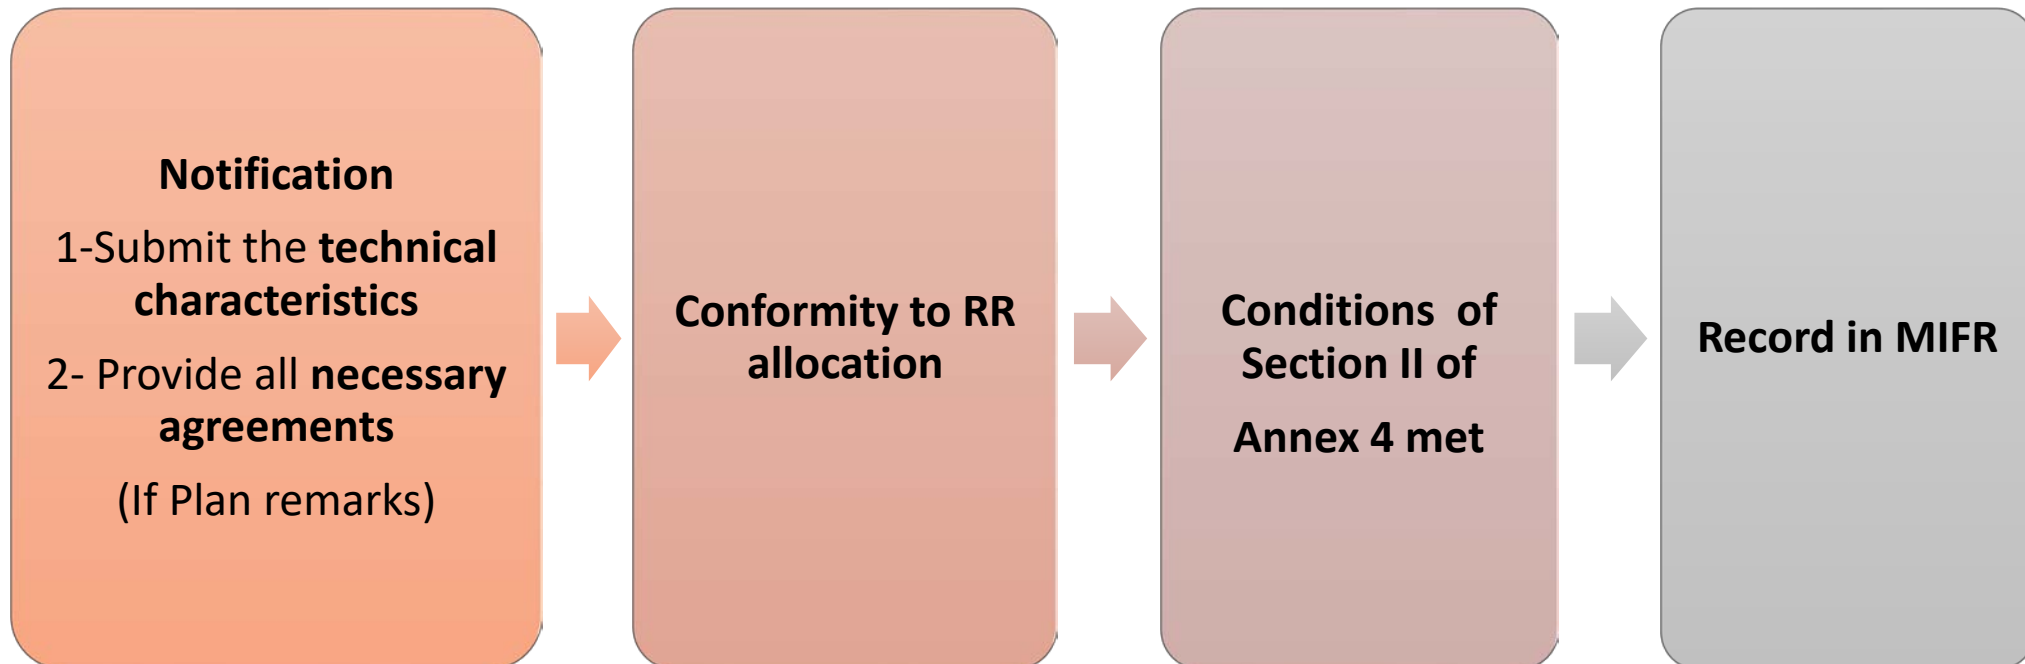 Notification
1-Submit the technical
characteristics
2- Provide all necessary
agreements
(If Plan remarks)
Conformity to RR
allocation
Conditions  of
Section II of
Annex 4 met
Record in MIFR